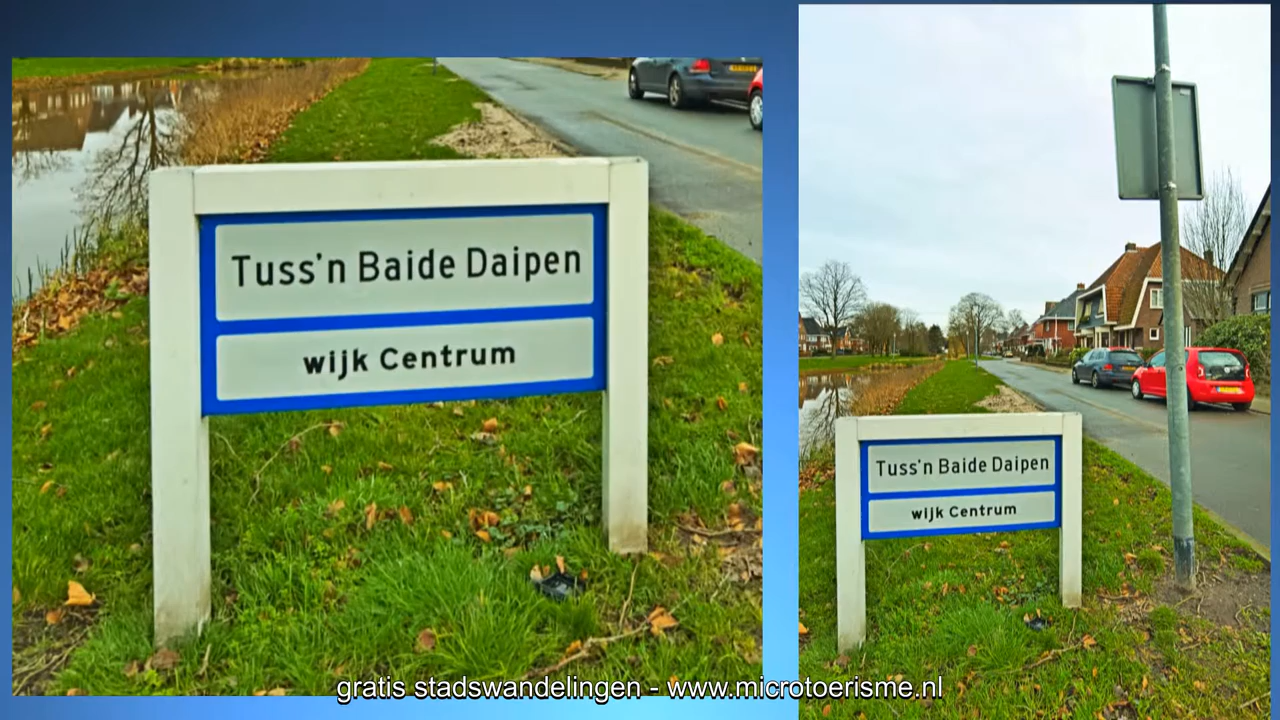 Tuss'n Baide Daipen
wijk Centrum
Tuss'n Baide Daipen
wijk Centrum
gratis stadswandelingen - www.microtoerisme.nl